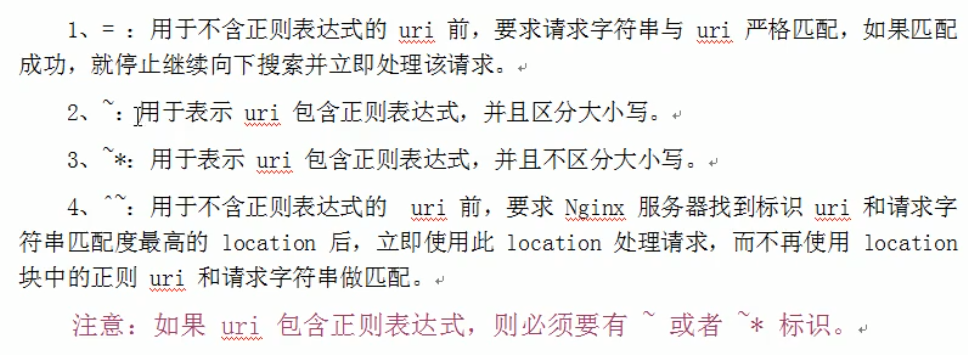 1、= ：用于不含正则表达式的 uri 前，要求请求字符串与 uri 严格匹配，如果匹配
成功，就停止继续向下搜索并立即处理该请求。
2、~：用于表示 uri 包含正则表达式，并且区分大小写。
3、~*：用于表示 uri 包含正则表达式，并且不区分大小写。
4、^~：用于不含正则表达式的 uri 前，要求 Nginx 服务器找到标识 uri 和请求字
符串匹配度最高的 location 后，立即使用此 location 处理请求，而不再使用 location
块中的正则 uri 和请求字符串做匹配。
注意：如果 uri 包含正则表达式，则必须要有 ~ 或者 ~* 标识。